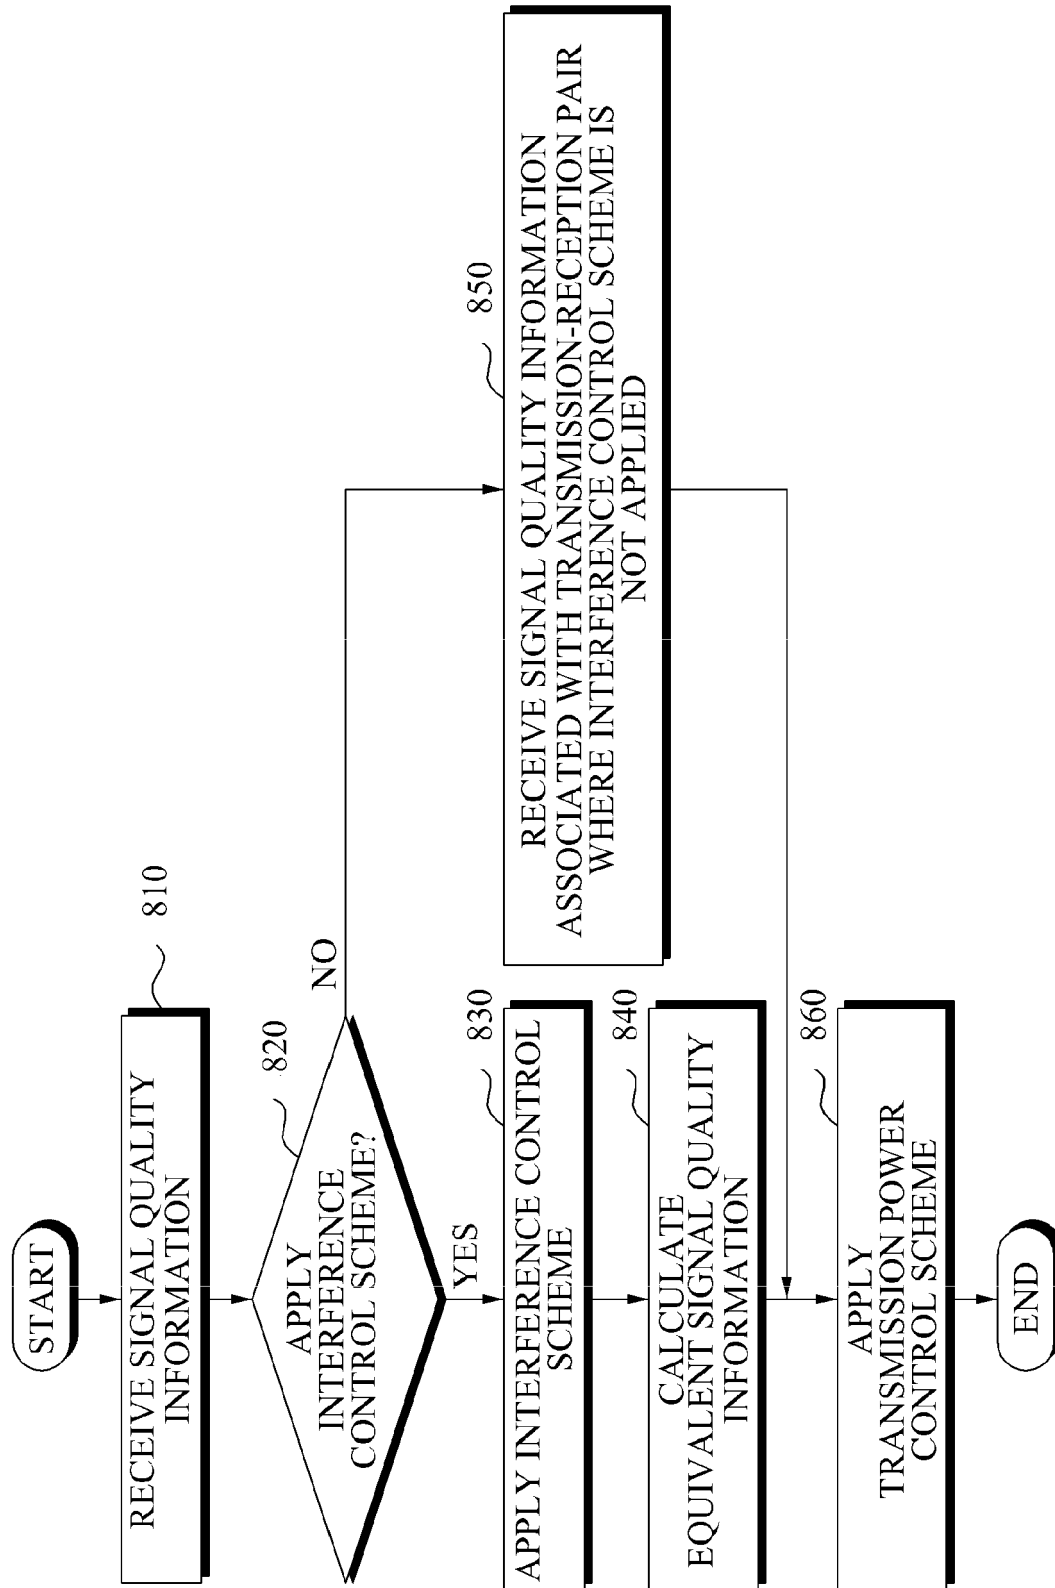 START
RECEIVE SIGNAL QUALITY
INFORMATION
810
APPLY
INTERFERENCE
CONTROL SCHEME?
820
NO
YES
APPLY INTERFERENCE CONTROL
SCHEME
830
CALCULATE
EQUIVALENT SIGNAL QUALITY
INFORMATION
840
RECEIVE SIGNAL QUALITY INFORMATION
ASSOCIATED WITH TRANSMISSION-RECEPTION PAIR
WHERE INTERFERENCE CONTROL SCHEME IS
NOT APPLIED
850
APPLY
TRANSMISSION POWER
CONTROL SCHEME
860
END